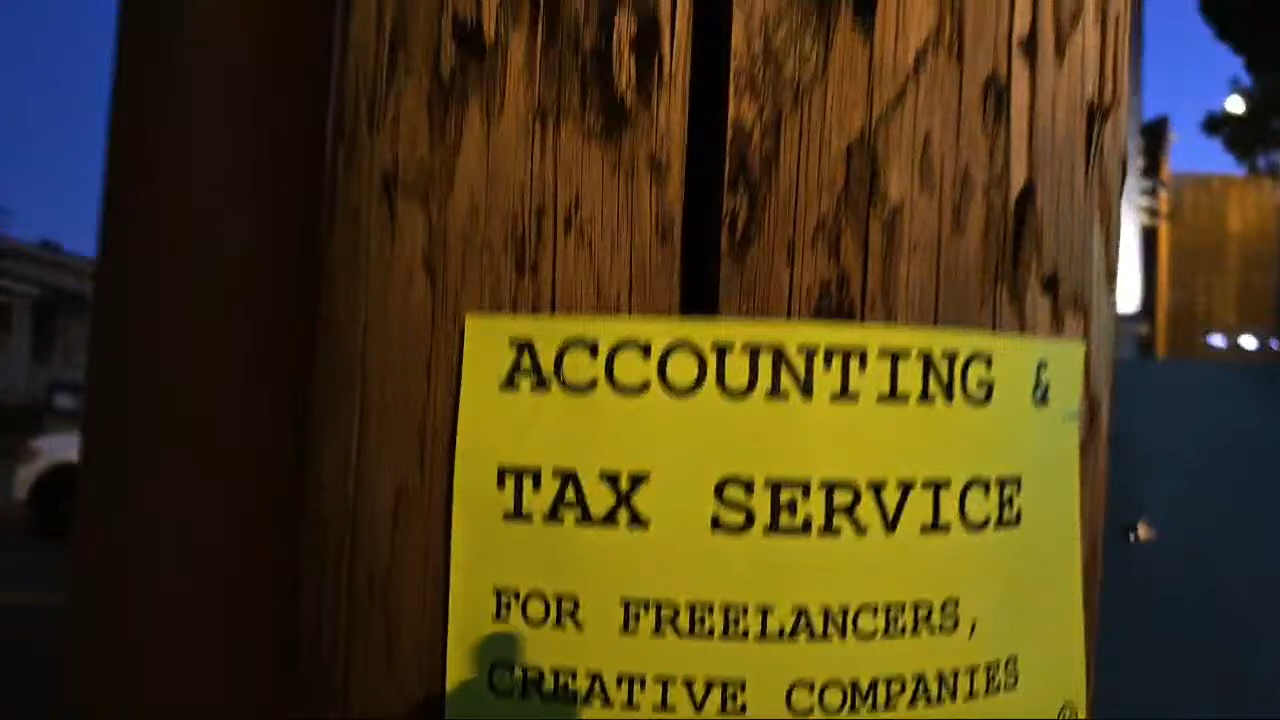 ACCOUNTING &
TAX SERVICE
FOR FREELANCERS,
CREATIVE COMPANIES